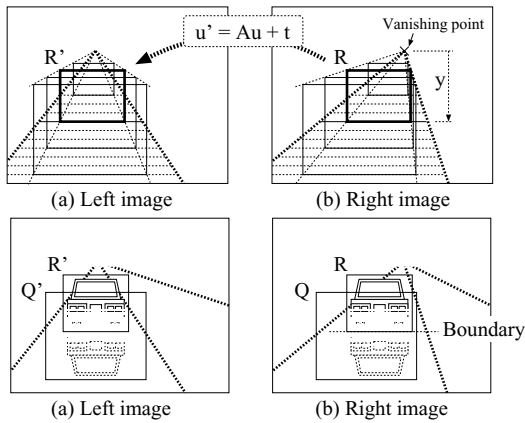 u’ = Au + t
Vanishing point
R’
R
y
(a) Left image
(b) Right image
R’
R
Q’
Q
Boundary
(a) Left image
(b) Right image